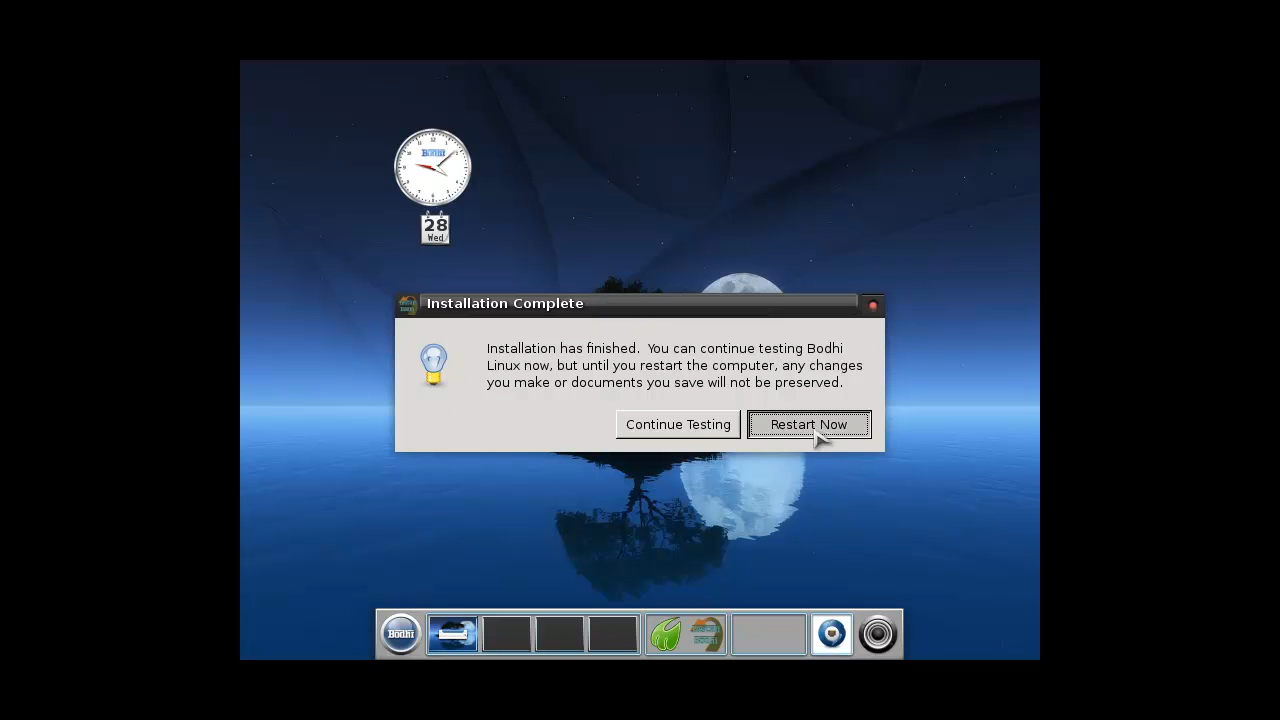 Bodhi
28
Wed
Installation Complete
Installation has finished.  You can continue testing Bodhi
Linux now, but until you restart the computer, any changes
you make or documents you save will not be preserved.
Continue Testing
Restart Now
Bodhi